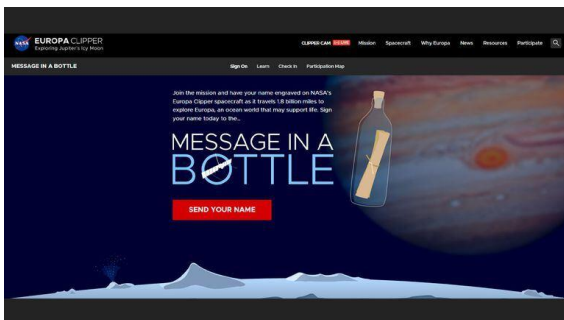 NASA
EUROPA CLIPPER
Exploring Jupiter's Icy Moon
CLIPPER CAM LIVE Mission Spacecraft Why Europa News Resources Participate
MESSAGE IN A BOTTLE
Sign On Learn Check In Participation Map
Join the mission and have your name engraved on NASA's
Europa Clipper spacecraft as it travels 1.8 billion miles to
explore Europa, an ocean world that may support life. Sign
your name today to the...
MESSAGE IN A
BOTTLE
SEND YOUR NAME